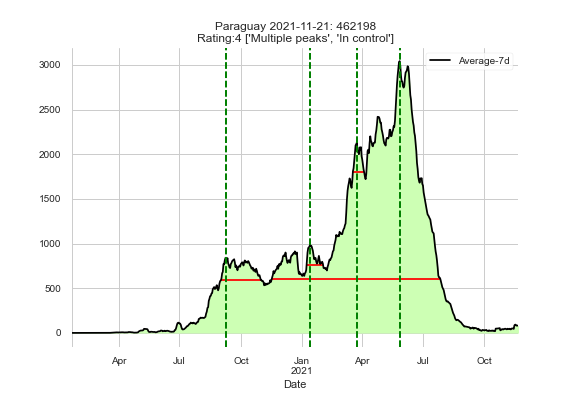 Paraguay 2021-11-21: 462198
Rating:4 ['Multiple peaks', 'In control']
Average-7d
3000
2500
2000
1500
1000
500
0
Apr Jul Oct Jan Apr Jul Oct
2021
Date